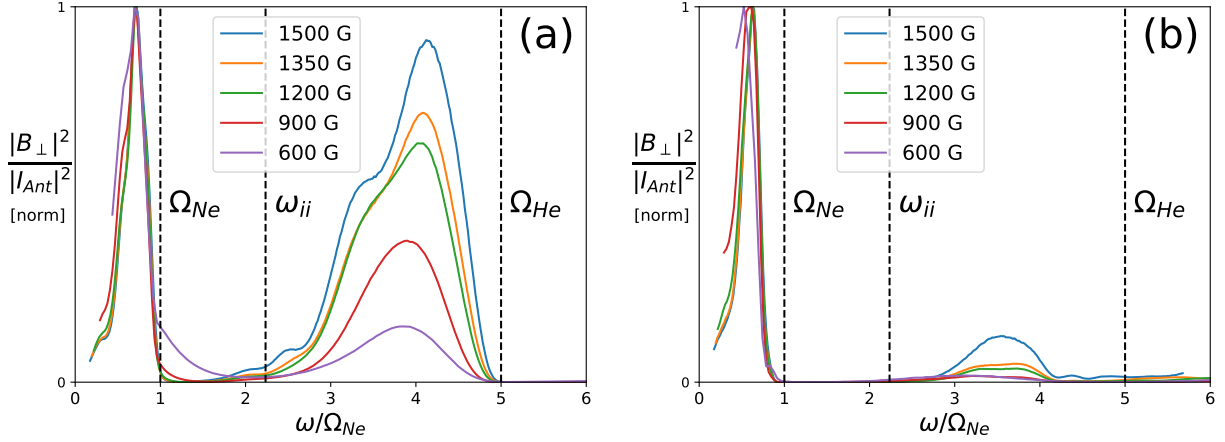 1
1500 G
1350 G
1200 G
900 G
600 G
(a)
|B⊥|²
|I_Ant|²
[norm]
Ω_Ne
ω_ii
Ω_He
0
0 1 2 3 4 5 6
ω/Ω_Ne
1
1500 G
1350 G
1200 G
900 G
600 G
(b)
|B⊥|²
|I_Ant|²
[norm]
Ω_Ne
ω_ii
Ω_He
0
0 1 2 3 4 5 6
ω/Ω_Ne